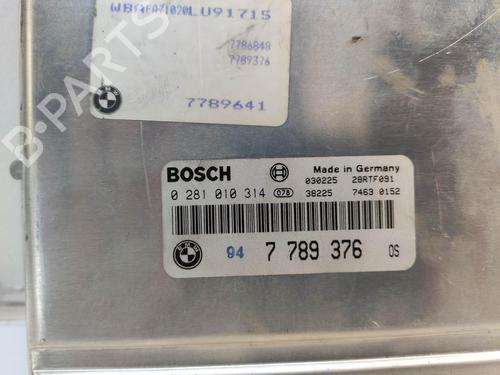 WBAFA71020LU91715
7786848
7789376
7789641
B-PARTS
BOSCH
Made in Germany
030225 28RTF091
0 281 010 314 078 38225 7463 0152
94 7 789 376 OS